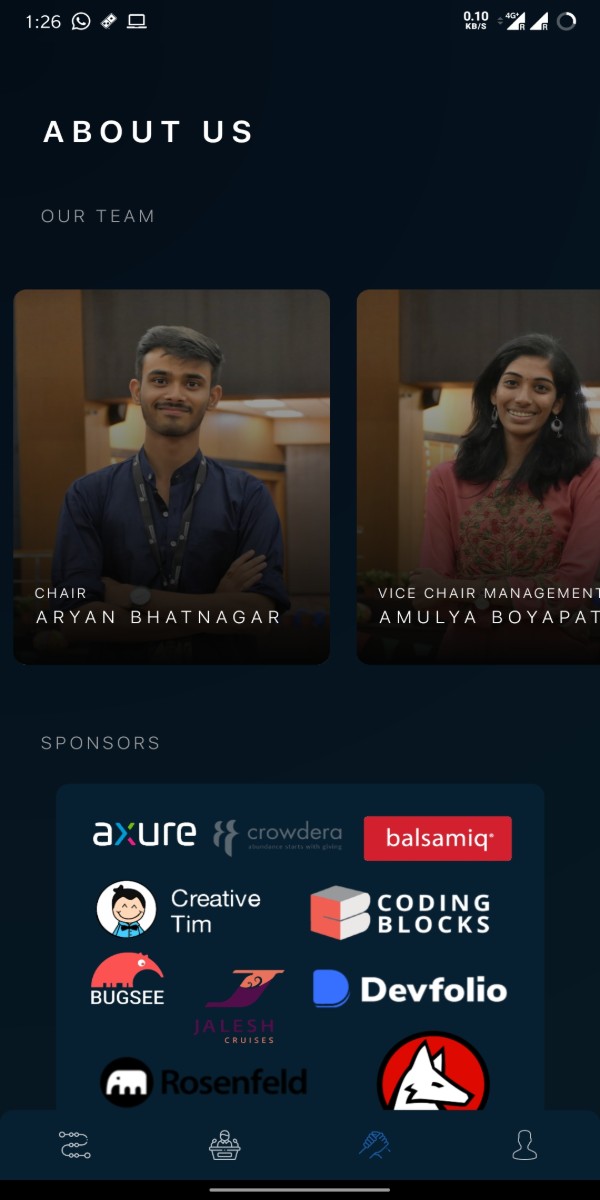 1:26
0.10
KB/S
4G+
R
R
ABOUT US
OUR TEAM
CHAIR
ARYAN BHATNAGAR
VICE CHAIR MANAGEMENT
AMULYA BOYAPAT
SPONSORS
axure
crowdera
abundance starts with giving
balsamiq®
Creative
Tim
CODING
BLOCKS
BUGSEE
JALESH
CRUISES
Devfolio
Rosenfeld